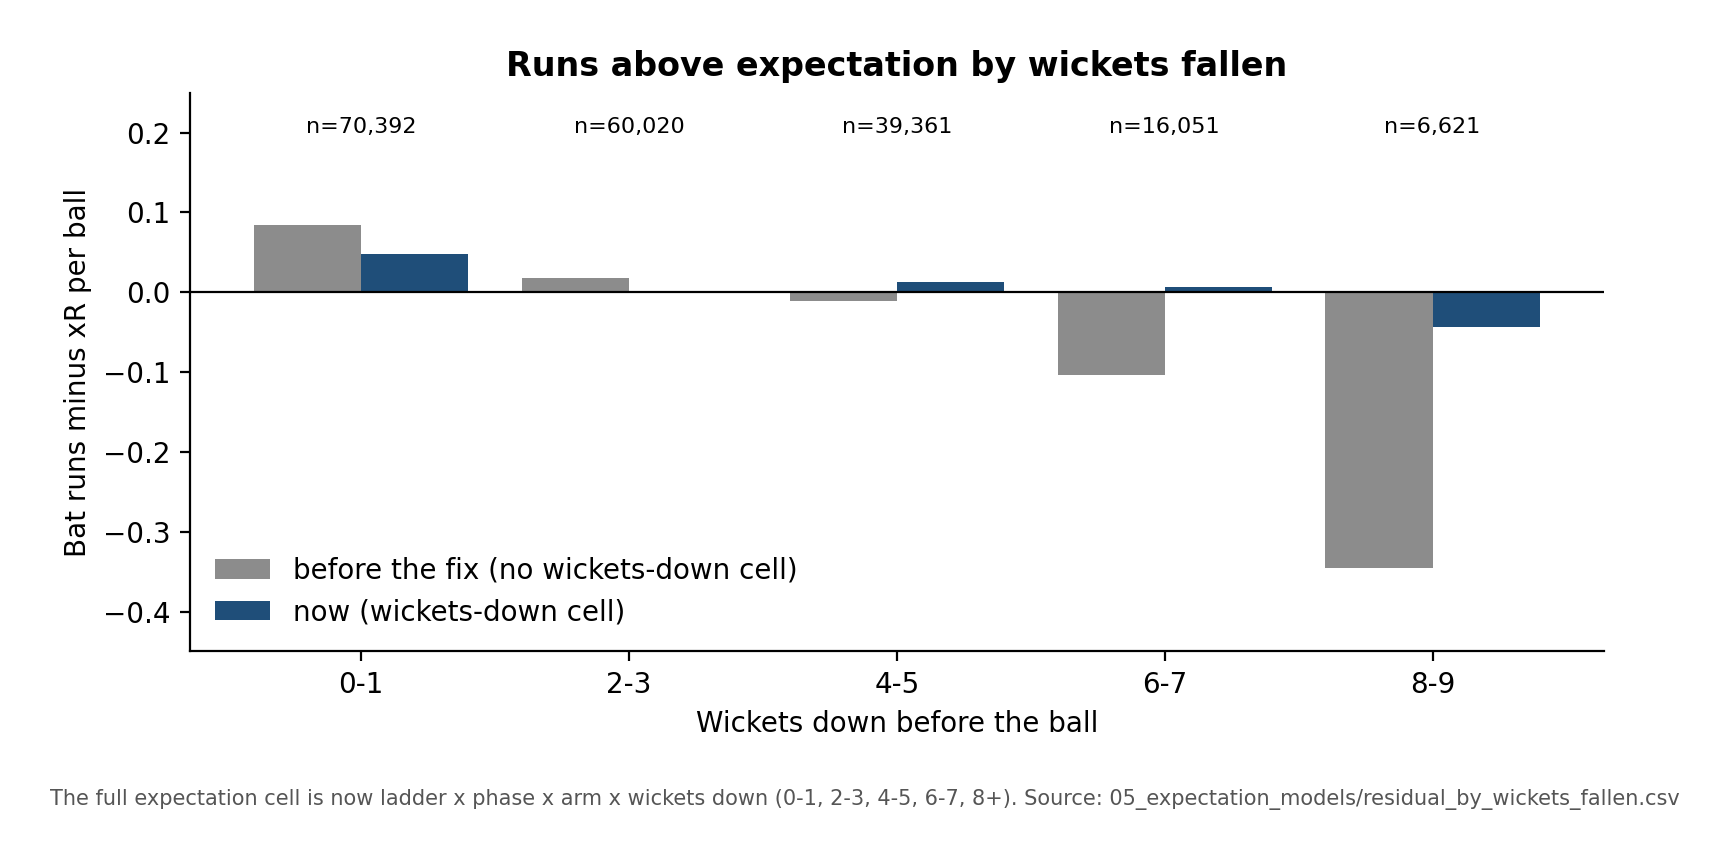 Runs above expectation by wickets fallen
n=70,392 n=60,020 n=39,361 n=16,051 n=6,621
Bat runs minus xR per ball
0.2
0.1
0.0
−0.1
−0.2
−0.3
−0.4
before the fix (no wickets-down cell)
now (wickets-down cell)
0-1 2-3 4-5 6-7 8-9
Wickets down before the ball
The full expectation cell is now ladder x phase x arm x wickets down (0-1, 2-3, 4-5, 6-7, 8+). Source: 05_expectation_models/residual_by_wickets_fallen.csv